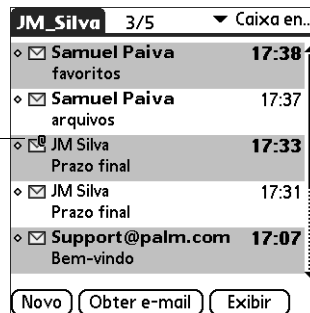 JM_Silva 3/5 Caixa en..
Samuel Paiva 17:38
favoritos
Samuel Paiva 17:37
arquivos
JM Silva 17:33
Prazo final
JM Silva 17:31
Prazo final
Support@palm.com 17:07
Bem-vindo
Novo Obter e-mail Exibir